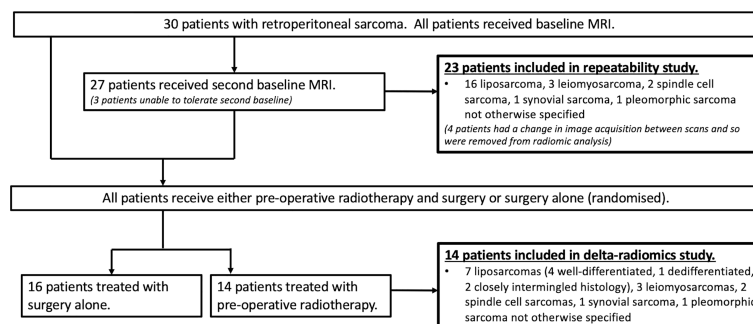 30 patients with retroperitoneal sarcoma.  All patients received baseline MRI.
27 patients received second baseline MRI.
(3 patients unable to tolerate second baseline)
23 patients included in repeatability study.
• 16 liposarcoma, 3 leiomyosarcoma, 2 spindle cell
sarcoma, 1 synovial sarcoma, 1 pleomorphic sarcoma
not otherwise specified
(4 patients had a change in image acquisition between scans and so
were removed from radiomic analysis)
All patients receive either pre-operative radiotherapy and surgery or surgery alone (randomised).
16 patients treated with
surgery alone.
14 patients treated with
pre-operative radiotherapy.
14 patients included in delta-radiomics study.
• 7 liposarcomas (4 well-differentiated, 1 dedifferentiated,
2 closely intermingled histology), 3 leiomyosarcomas, 2
spindle cell sarcomas, 1 synovial sarcoma, 1 pleomorphic
sarcoma not otherwise specified